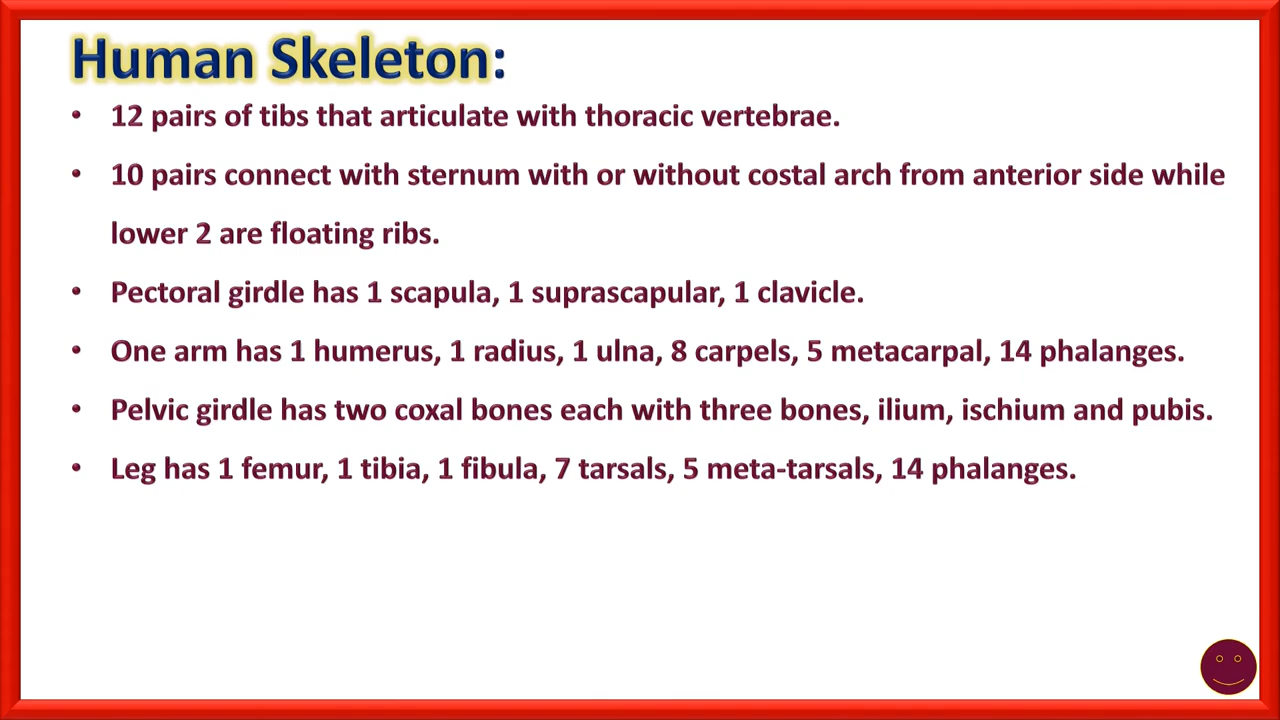 Human Skeleton:
• 12 pairs of tibs that articulate with thoracic vertebrae.
• 10 pairs connect with sternum with or without costal arch from anterior side while
lower 2 are floating ribs.
• Pectoral girdle has 1 scapula, 1 suprascapular, 1 clavicle.
• One arm has 1 humerus, 1 radius, 1 ulna, 8 carpels, 5 metacarpal, 14 phalanges.
• Pelvic girdle has two coxal bones each with three bones, ilium, ischium and pubis.
• Leg has 1 femur, 1 tibia, 1 fibula, 7 tarsals, 5 meta-tarsals, 14 phalanges.